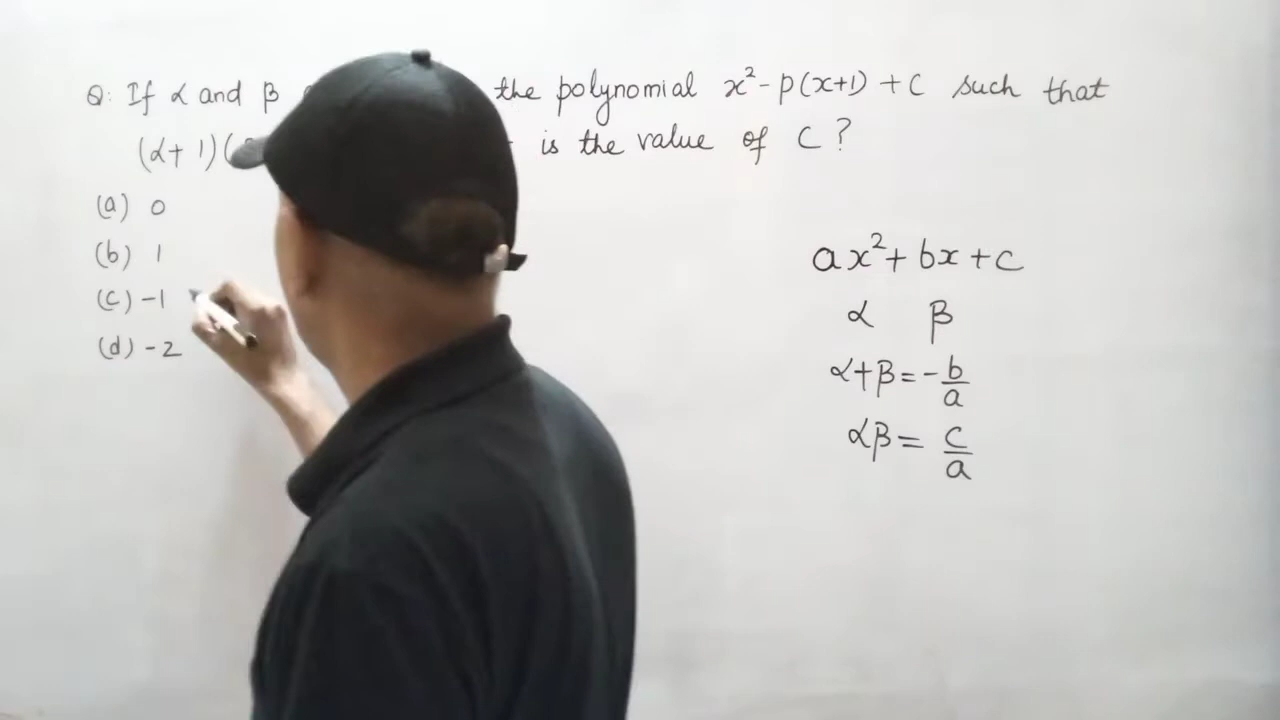 Q: If α and β the polynomial x² - p(x+1) + c such that
(α+1)( is the value of c?
(a) 0
(b) 1
(c) -1
(d) -2
ax² + bx + c
α β
α+β = -b/a
αβ = c/a